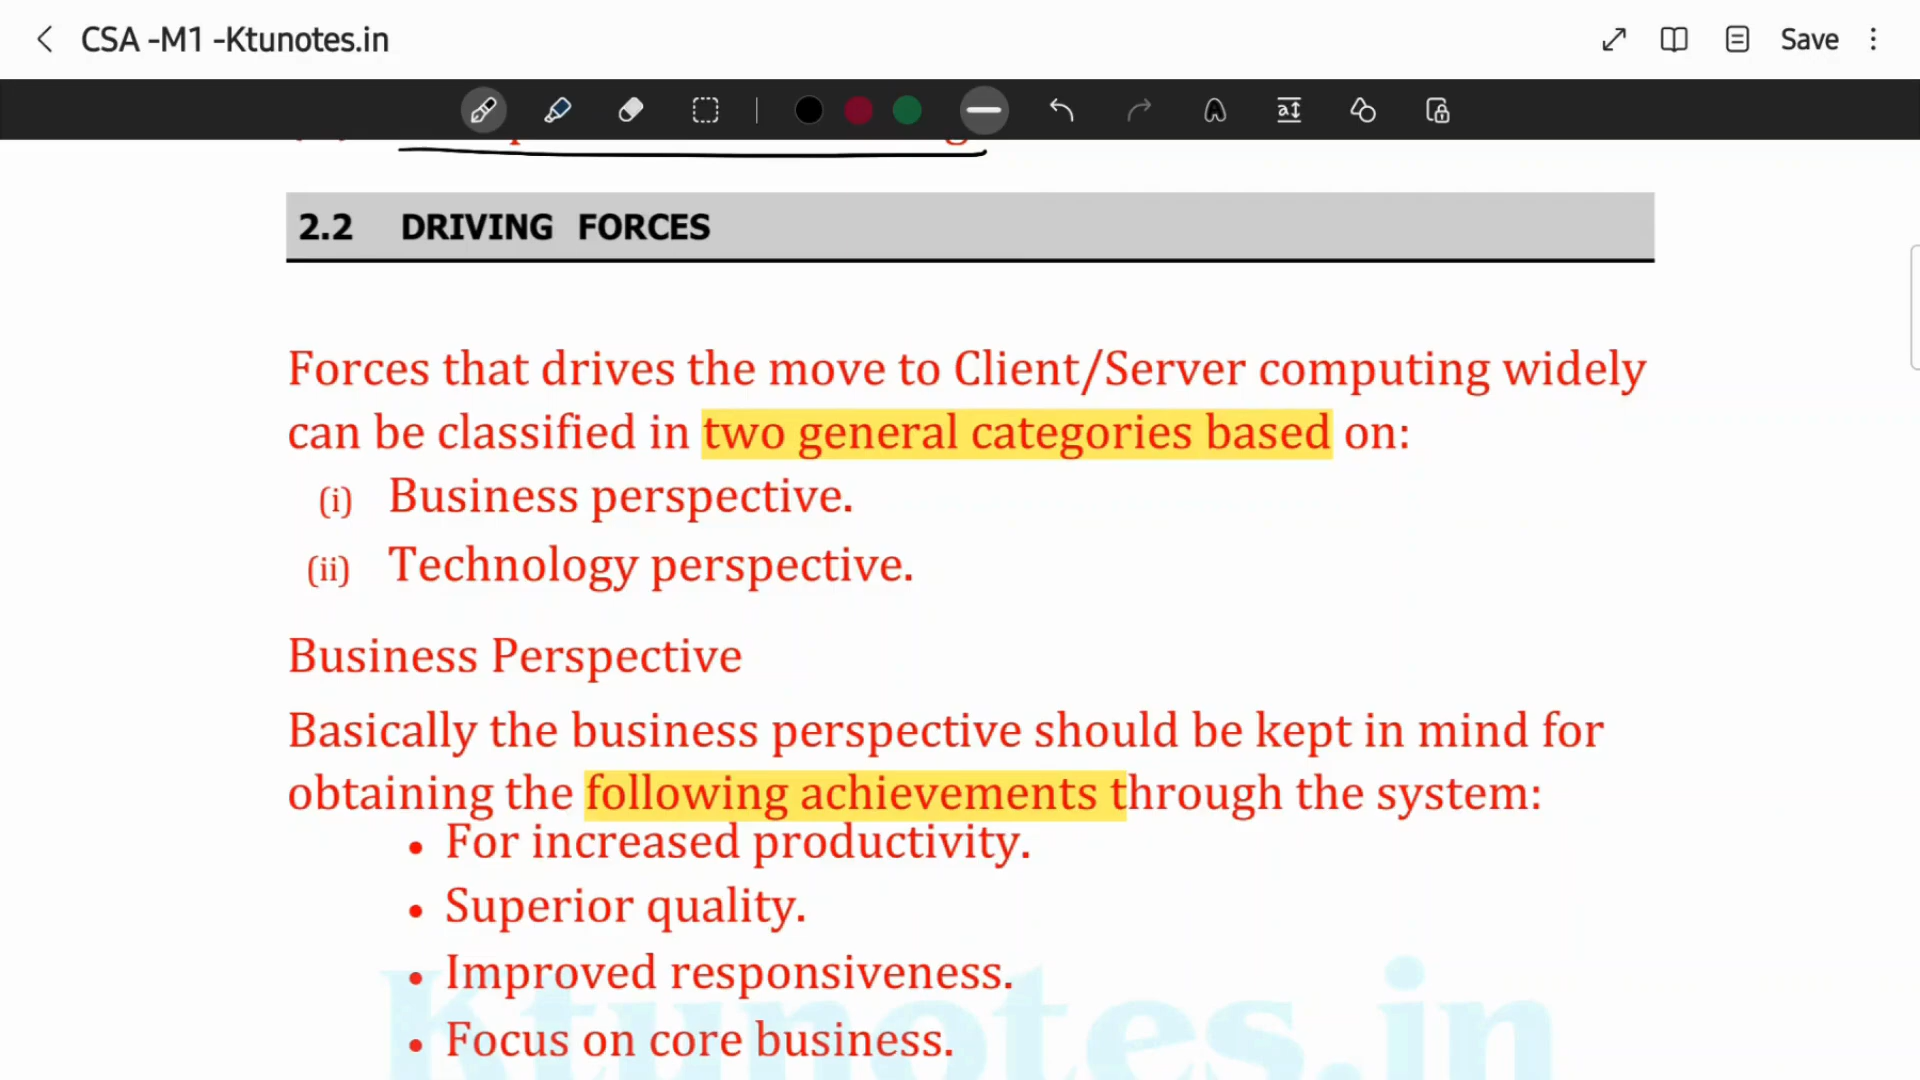 CSA -M1 -Ktunotes.in
Save
2.2 DRIVING FORCES
Forces that drives the move to Client/Server computing widely
can be classified in two general categories based on:
(i) Business perspective.
(ii) Technology perspective.
Business Perspective
Basically the business perspective should be kept in mind for
obtaining the following achievements through the system:
• For increased productivity.
• Superior quality.
• Improved responsiveness.
• Focus on core business.
Ktunotes.in